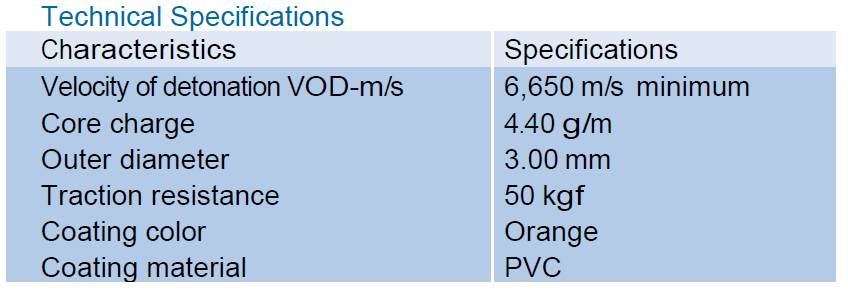 Technical Specifications
Characteristics Specifications
Velocity of detonation VOD-m/s 6,650 m/s minimum
Core charge 4.40 g/m
Outer diameter 3.00 mm
Traction resistance 50 kgf
Coating color Orange
Coating material PVC